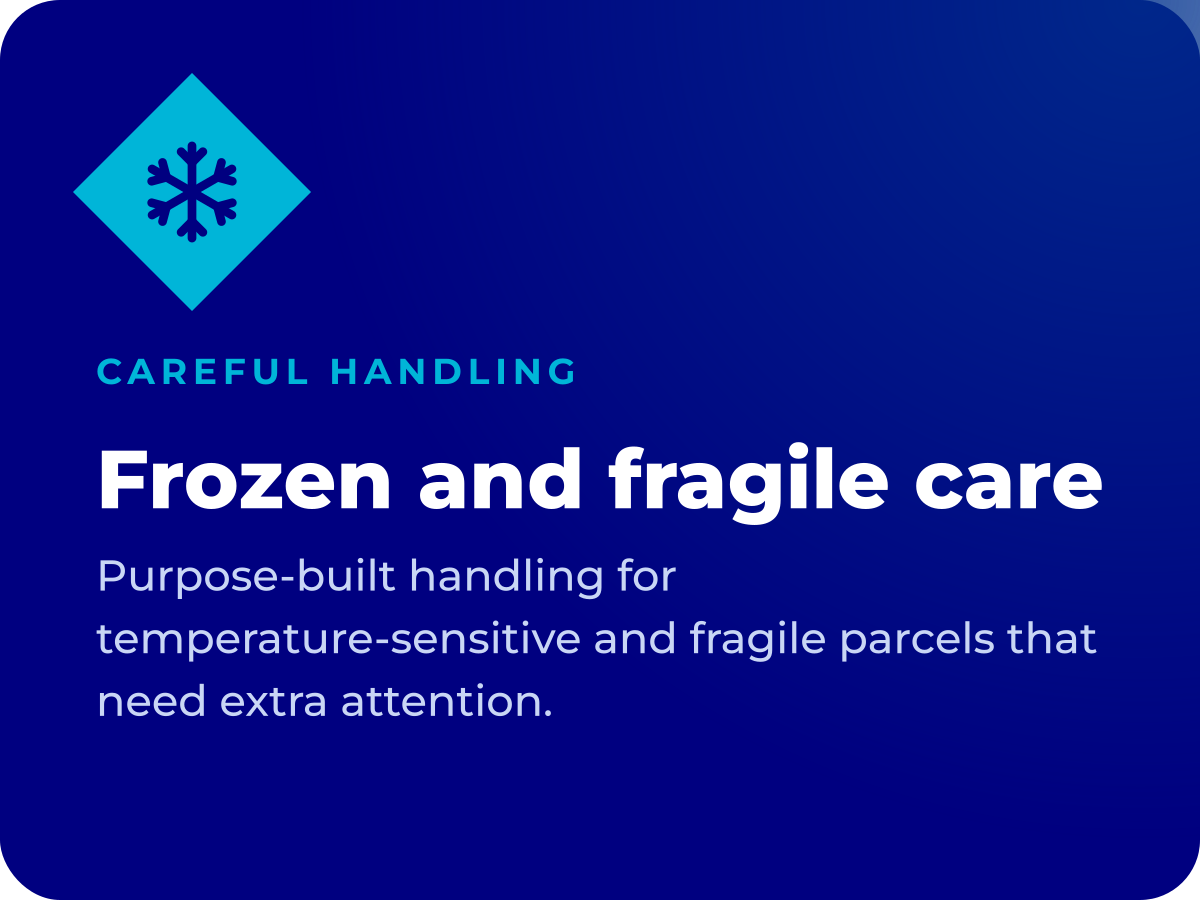 CAREFUL HANDLING
Frozen and fragile care
Purpose-built handling for
temperature-sensitive and fragile parcels that
need extra attention.